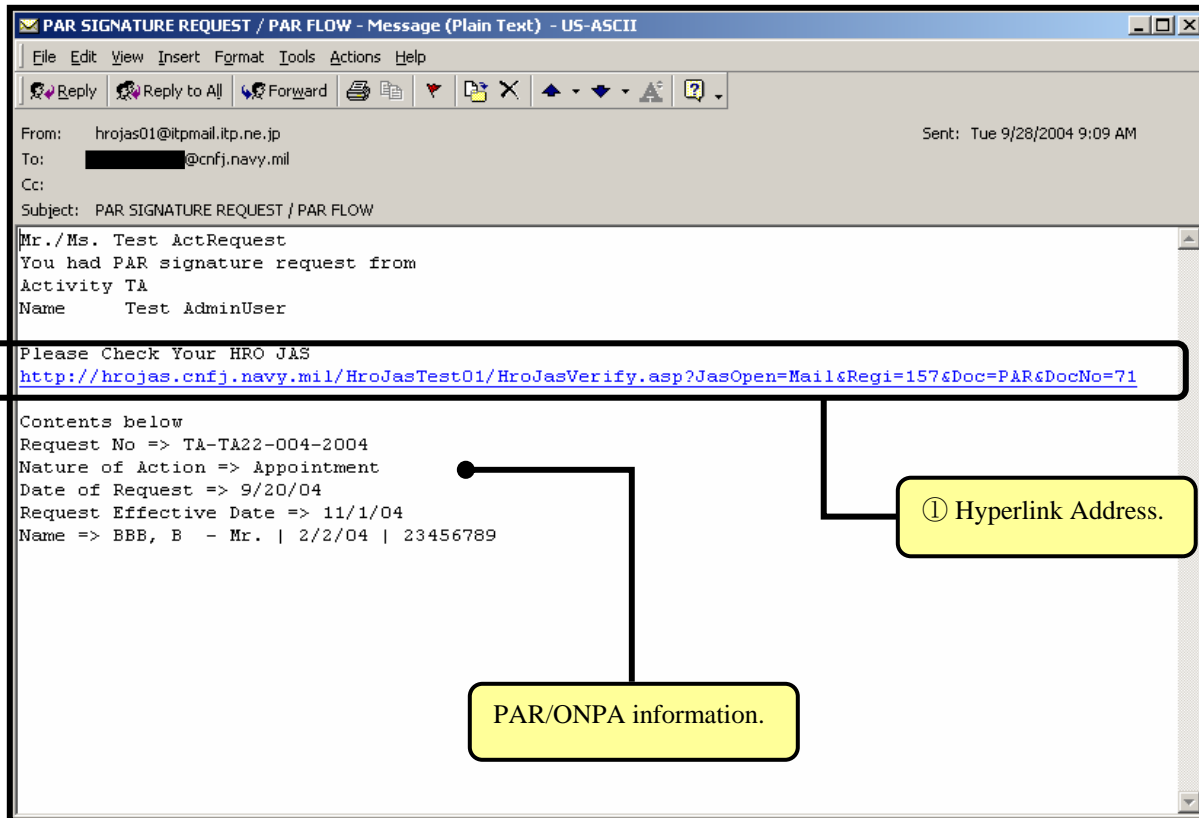 PAR SIGNATURE REQUEST / PAR FLOW - Message (Plain Text) - US-ASCII
File Edit View Insert Format Tools Actions Help
Reply Reply to All Forward
From: hrojas01@itpmail.itp.ne.jp Sent: Tue 9/28/2004 9:09 AM
To: @cnfj.navy.mil
Cc:
Subject: PAR SIGNATURE REQUEST / PAR FLOW
Mr./Ms. Test ActRequest
You had PAR signature request from
Activity TA
Name Test AdminUser
Please Check Your HRO JAS
http://hrojas.cnfj.navy.mil/HroJasTest01/HroJasVerify.asp?JasOpen=Mail&Regi=157&Doc=PAR&DocNo=71
Contents below
Request No => TA-TA22-004-2004
Nature of Action => Appointment
Date of Request => 9/20/04
Request Effective Date => 11/1/04
Name => BBB, B - Mr. | 2/2/04 | 23456789
① Hyperlink Address.
PAR/ONPA information.